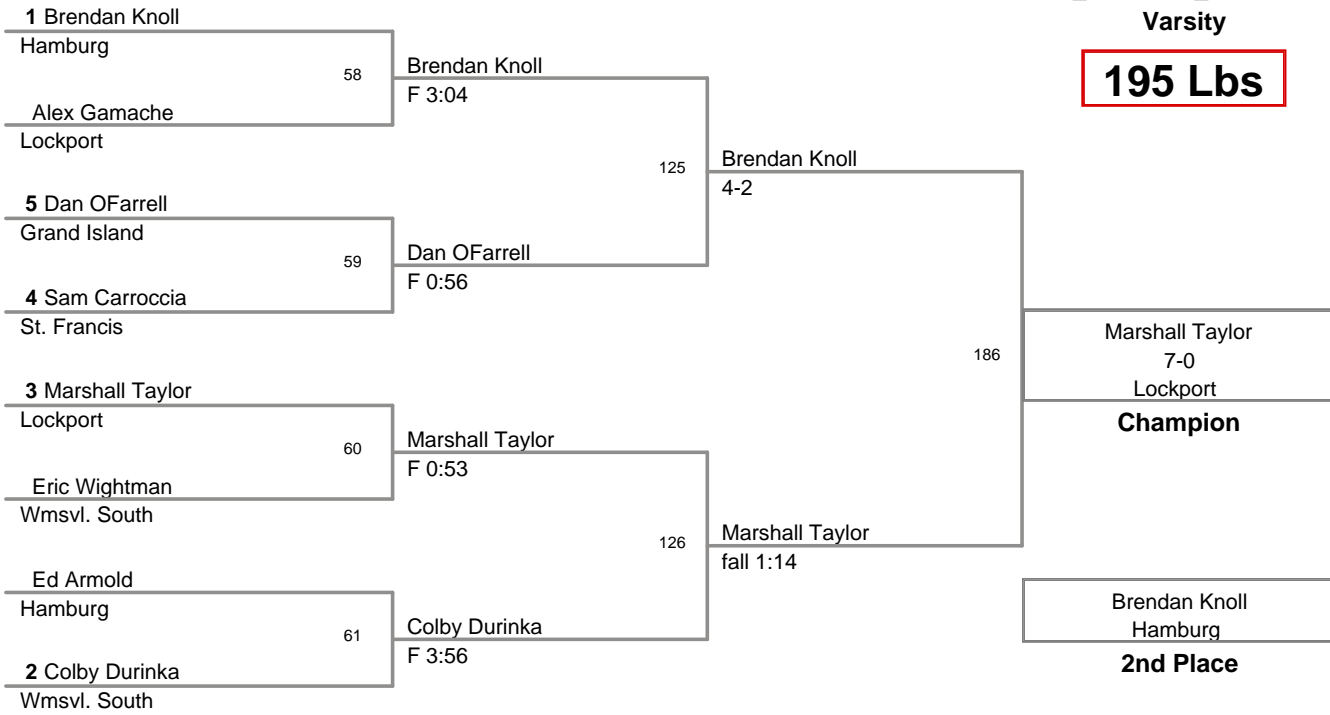 Varsity
195 Lbs
1 Brendan Knoll
Hamburg
58
Alex Gamache
Lockport
5 Dan OFarrell
Grand Island
59
4 Sam Carroccia
St. Francis
3 Marshall Taylor
Lockport
60
Eric Wightman
Wmsvl. South
Ed Armold
Hamburg
61
2 Colby Durinka
Wmsvl. South
Brendan Knoll
F 3:04
125
Dan OFarrell
F 0:56
Marshall Taylor
F 0:53
126
Colby Durinka
F 3:56
Brendan Knoll
4-2
186
Marshall Taylor
fall 1:14
Marshall Taylor
7-0
Lockport
Champion
Brendan Knoll
Hamburg
2nd Place